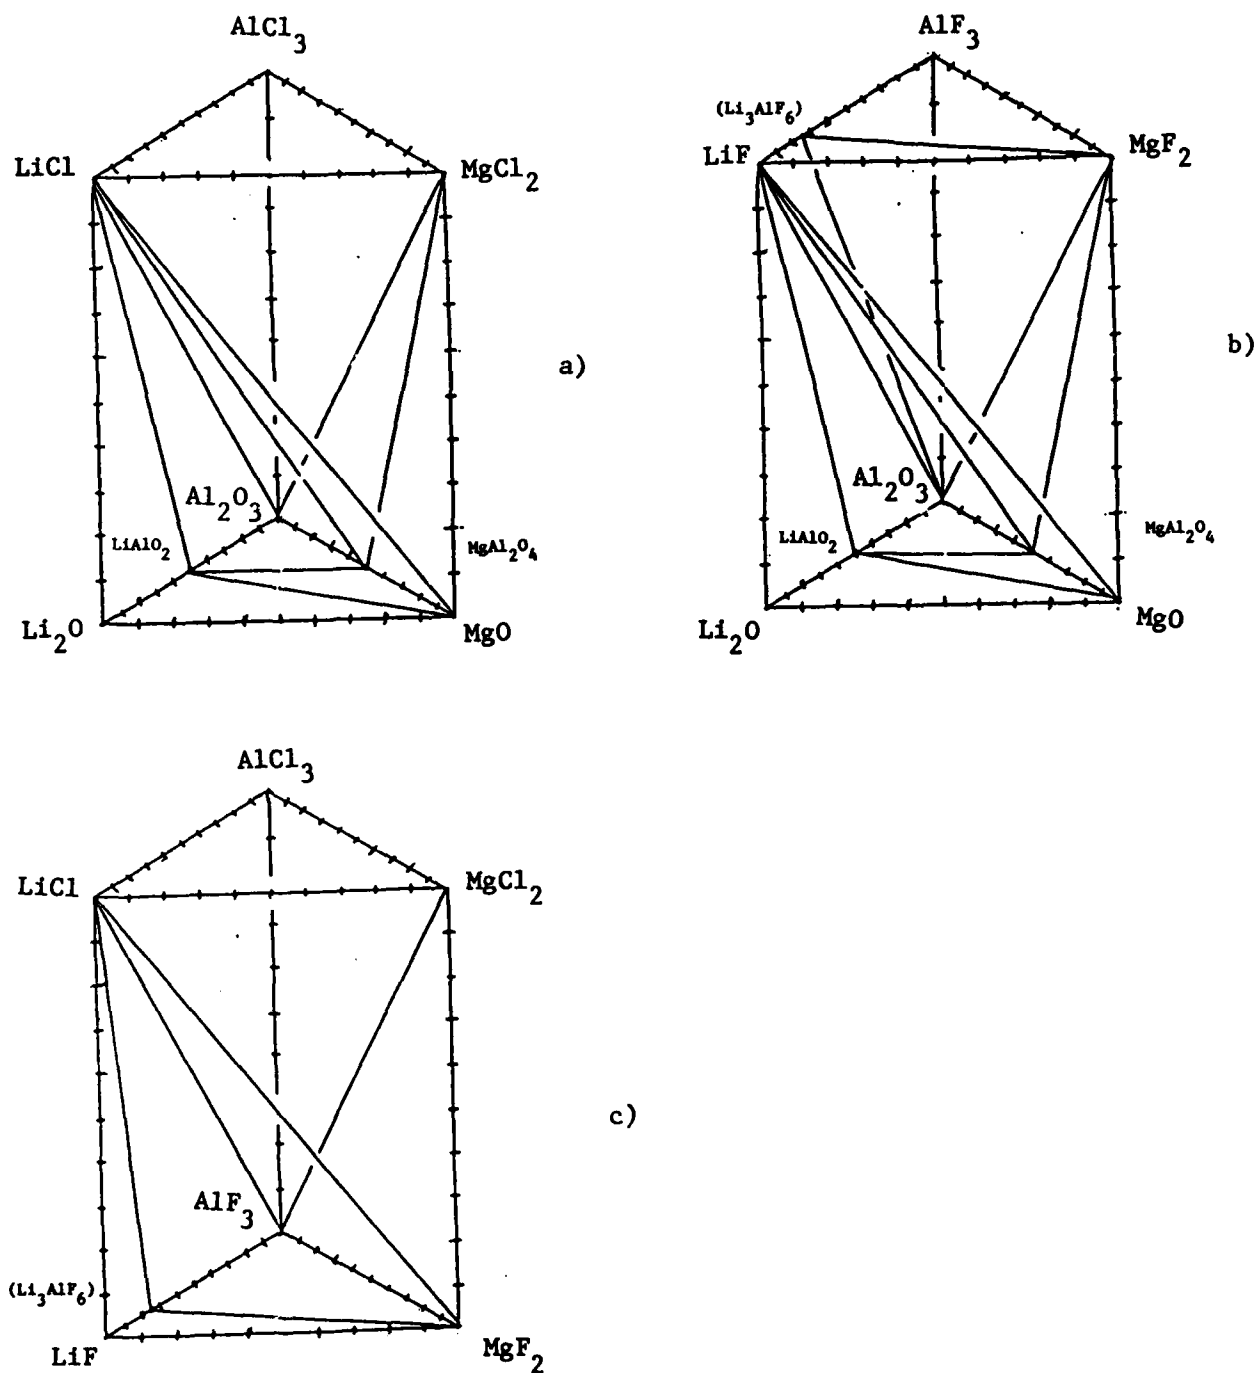 AlCl3
AlF3
(Li3AlF6)
LiCl
MgCl2
LiF
MgF2
b)
a)
Al2O3
Al2O3
LiAlO2
MgAl2O4
LiAlO2
MgAl2O4
Li2O
MgO
Li2O
MgO
AlCl3
LiCl
MgCl2
c)
AlF3
(Li3AlF6)
LiF
MgF2